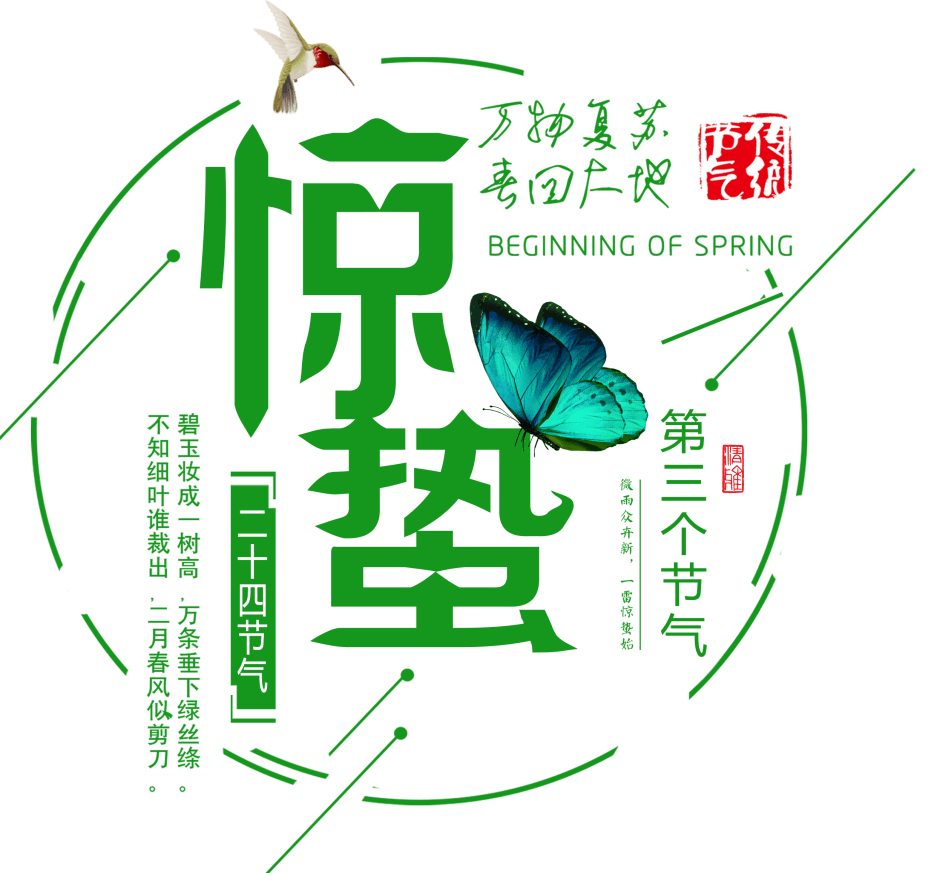 惊蛰
万物复苏
春回大地
传统
节气
BEGINNING OF SPRING
第三个节气
微雨众卉新，一雷惊蛰始
二十四节气
碧玉妆成一树高，万条垂下绿丝绦。
不知细叶谁裁出，二月春风似剪刀。